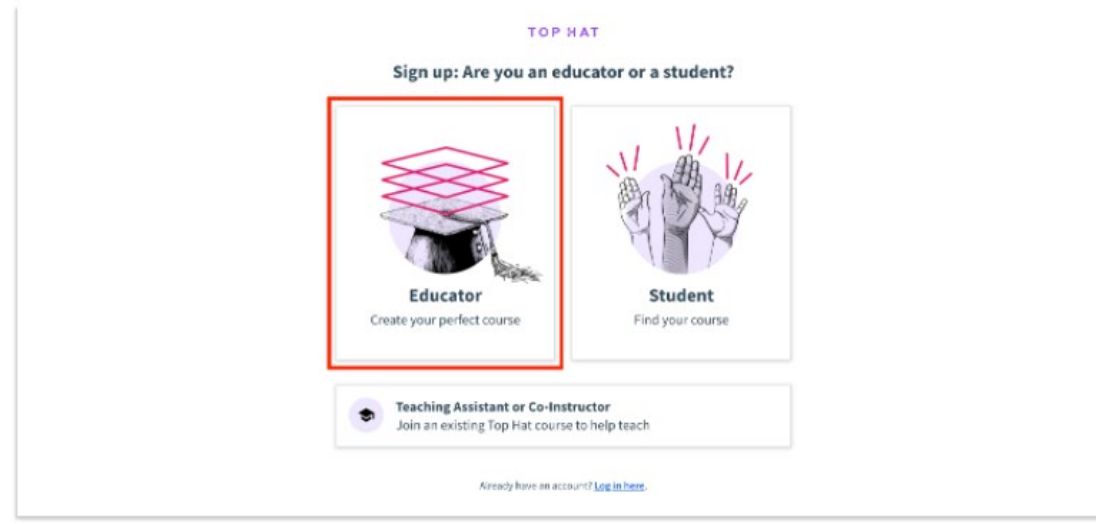 TOP HAT
Sign up: Are you an educator or a student?
Educator
Create your perfect course
Student
Find your course
Teaching Assistant or Co-Instructor
Join an existing Top Hat course to help teach
Already have an account? Log in here.